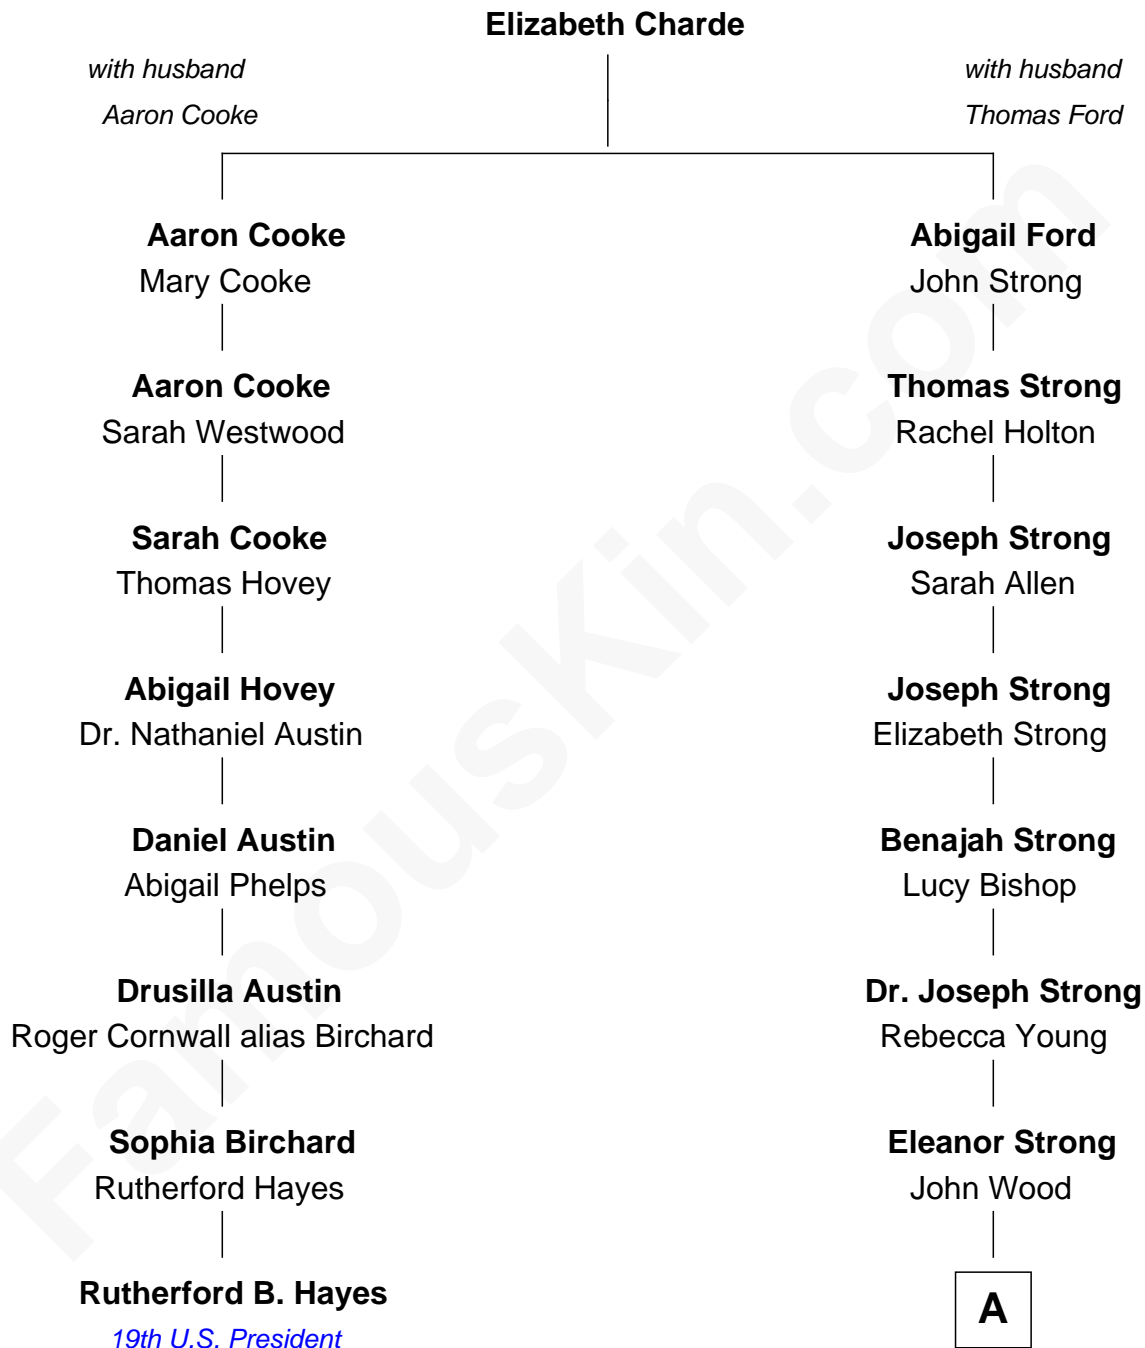 Elizabeth Charde
with husband
Aaron Cooke
with husband
Thomas Ford
Aaron Cooke
Mary Cooke
Abigail Ford
John Strong
Aaron Cooke
Sarah Westwood
Thomas Strong
Rachel Holton
Sarah Cooke
Thomas Hovey
Joseph Strong
Sarah Allen
Abigail Hovey
Dr. Nathaniel Austin
Joseph Strong
Elizabeth Strong
Daniel Austin
Abigail Phelps
Benajah Strong
Lucy Bishop
Drusilla Austin
Roger Cornwall alias Birchard
Dr. Joseph Strong
Rebecca Young
Sophia Birchard
Rutherford Hayes
Eleanor Strong
John Wood
Rutherford B. Hayes
19th U.S. President
A
FamousKin.com